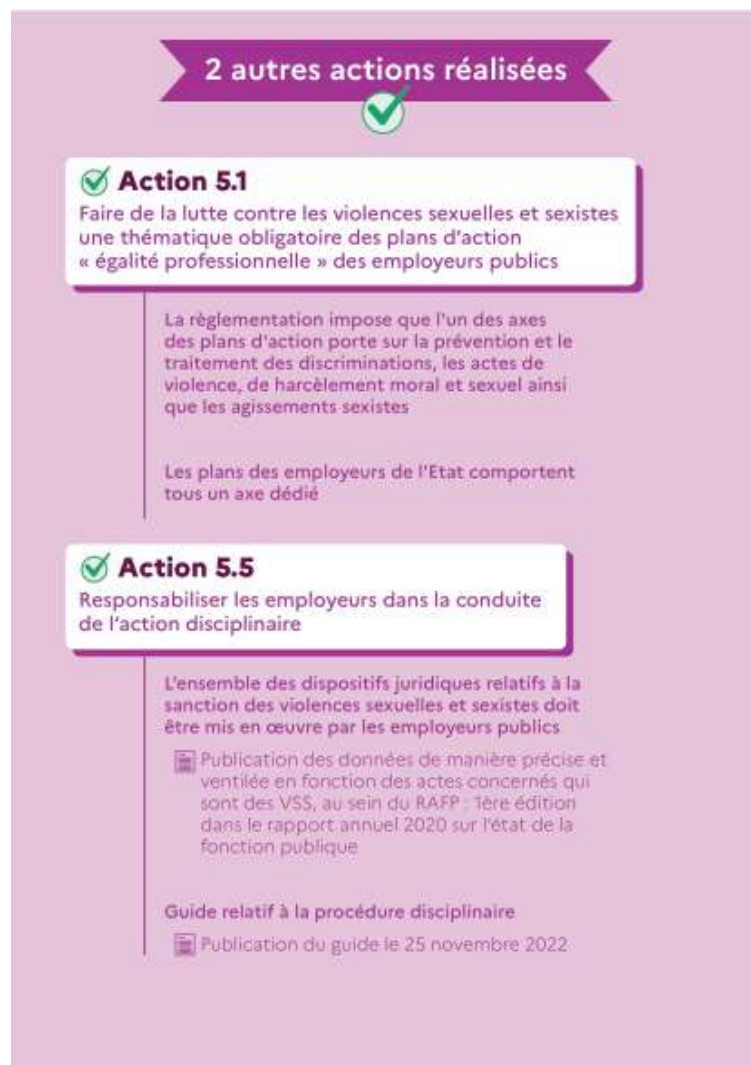 2 autres actions réalisées
Action 5.1
Faire de la lutte contre les violences sexuelles et sexistes
une thématique obligatoire des plans d'action
« égalité professionnelle » des employeurs publics
La règlementation impose que l'un des axes
des plans d'action porte sur la prévention et le
traitement des discriminations, les actes de
violence, de harcèlement moral et sexuel ainsi
que les agissements sexistes
Les plans des employeurs de l'Etat comportent
tous un axe dédié
Action 5.5
Responsabiliser les employeurs dans la conduite
de l'action disciplinaire
L'ensemble des dispositifs juridiques relatifs à la
sanction des violences sexuelles et sexistes doit
être mis en œuvre par les employeurs publics
Publication des données de manière précise et
ventilée en fonction des actes concernés qui
sont des VSS, au sein du RAFP : 1ère édition
dans le rapport annuel 2020 sur l'état de la
fonction publique
Guide relatif à la procédure disciplinaire
Publication du guide le 25 novembre 2022